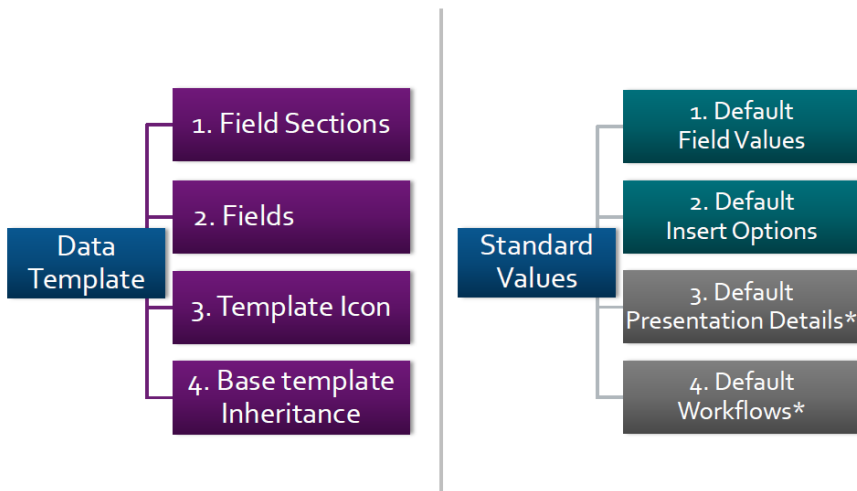 Data
Template
1. Field Sections
2. Fields
3. Template Icon
4. Base template
Inheritance
Standard
Values
1. Default
Field Values
2. Default
Insert Options
3. Default
Presentation Details*
4. Default
Workflows*